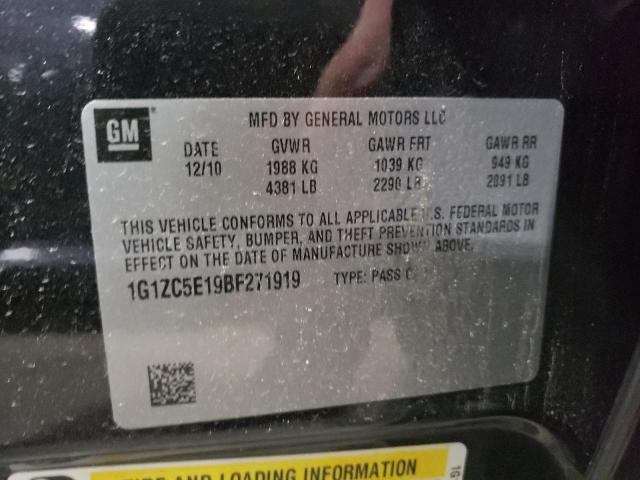 GM®
MFD BY GENERAL MOTORS LLC
DATE GVWR GAWR FRT GAWR RR
12/10 1988 KG 1039 KG 949 KG
4381 LB 2290 LB 2091 LB
THIS VEHICLE CONFORMS TO ALL APPLICABLE U.S. FEDERAL MOTOR
VEHICLE SAFETY, BUMPER, AND THEFT PREVENTION STANDARDS IN
EFFECT ON THE DATE OF MANUFACTURE SHOWN ABOVE.
1G1ZC5E19BF271919 TYPE: PASS
TIRE AND LOADING INFORMATION
1G